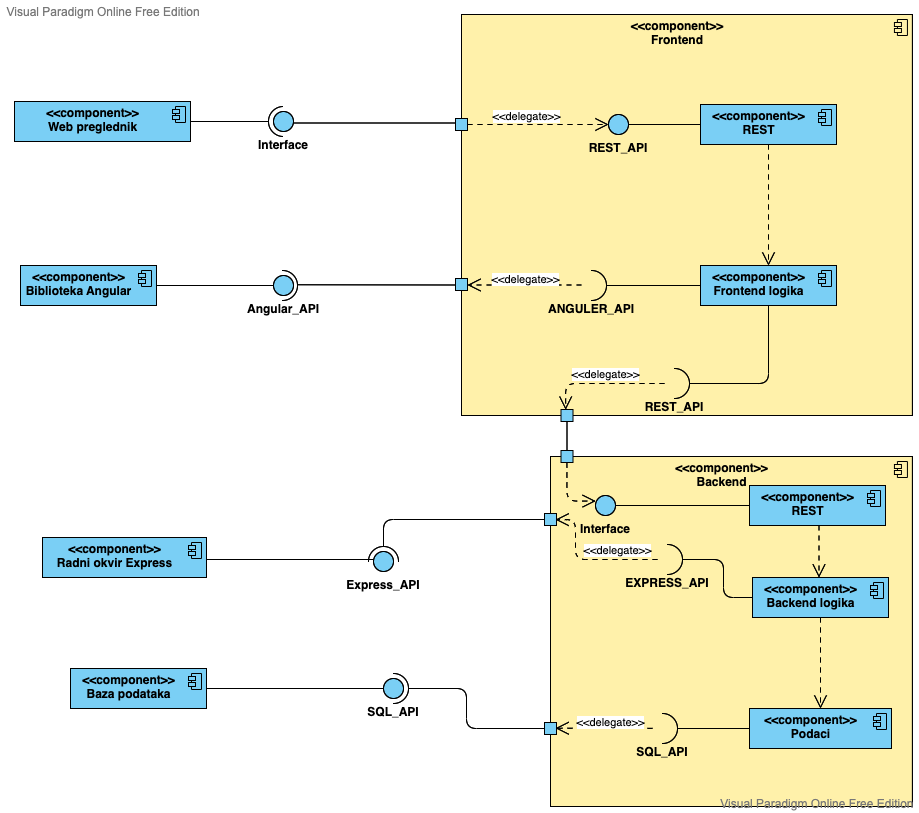 Visual Paradigm Online Free Edition
<<component>>
Frontend
<<component>>
Web preglednik
Interface
<<delegate>>
REST_API
<<component>>
REST
<<component>>
Biblioteka Angular
Angular_API
<<delegate>>
ANGULER_API
<<component>>
Frontend logika
<<delegate>>
REST_API
<<component>>
Backend
Interface
<<component>>
REST
<<component>>
Radni okvir Express
Express_API
<<delegate>>
EXPRESS_API
<<component>>
Backend logika
<<component>>
Baza podataka
SQL_API
<<delegate>>
SQL_API
<<component>>
Podaci
Visual Paradigm Online Free Edition